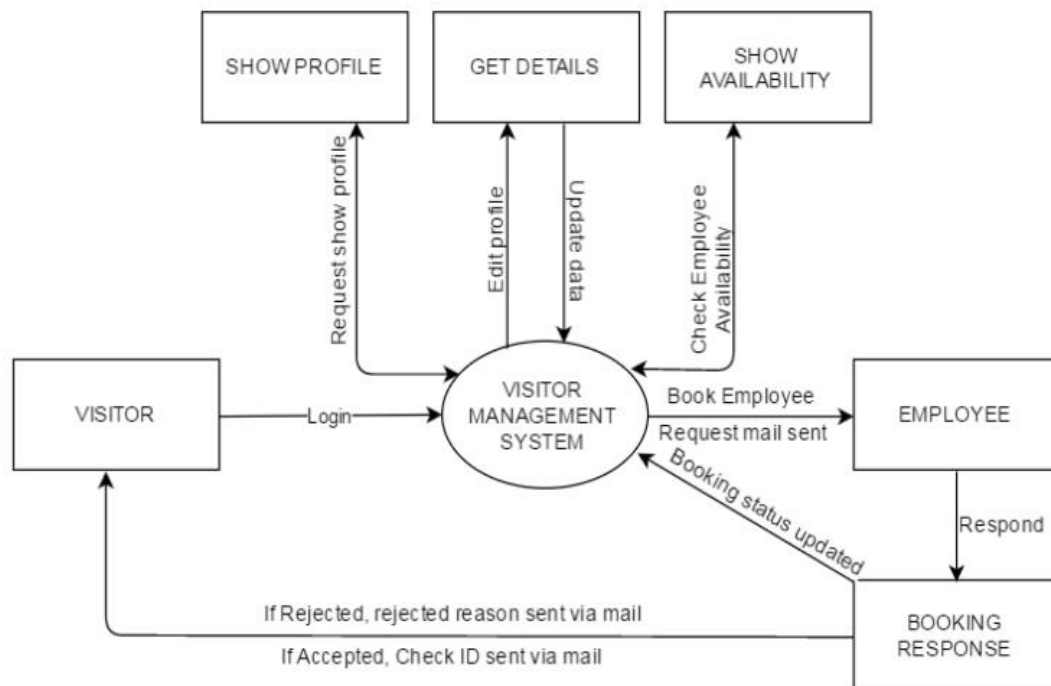 SHOW PROFILE
GET DETAILS
SHOW
AVAILABILITY
Request show profile
Edit profile
Update data
Check Employee
Availability
VISITOR
Login
VISITOR
MANAGEMENT
SYSTEM
Book Employee
Request mail sent
EMPLOYEE
Booking status updated
Respond
If Rejected, rejected reason sent via mail
If Accepted, Check ID sent via mail
BOOKING
RESPONSE